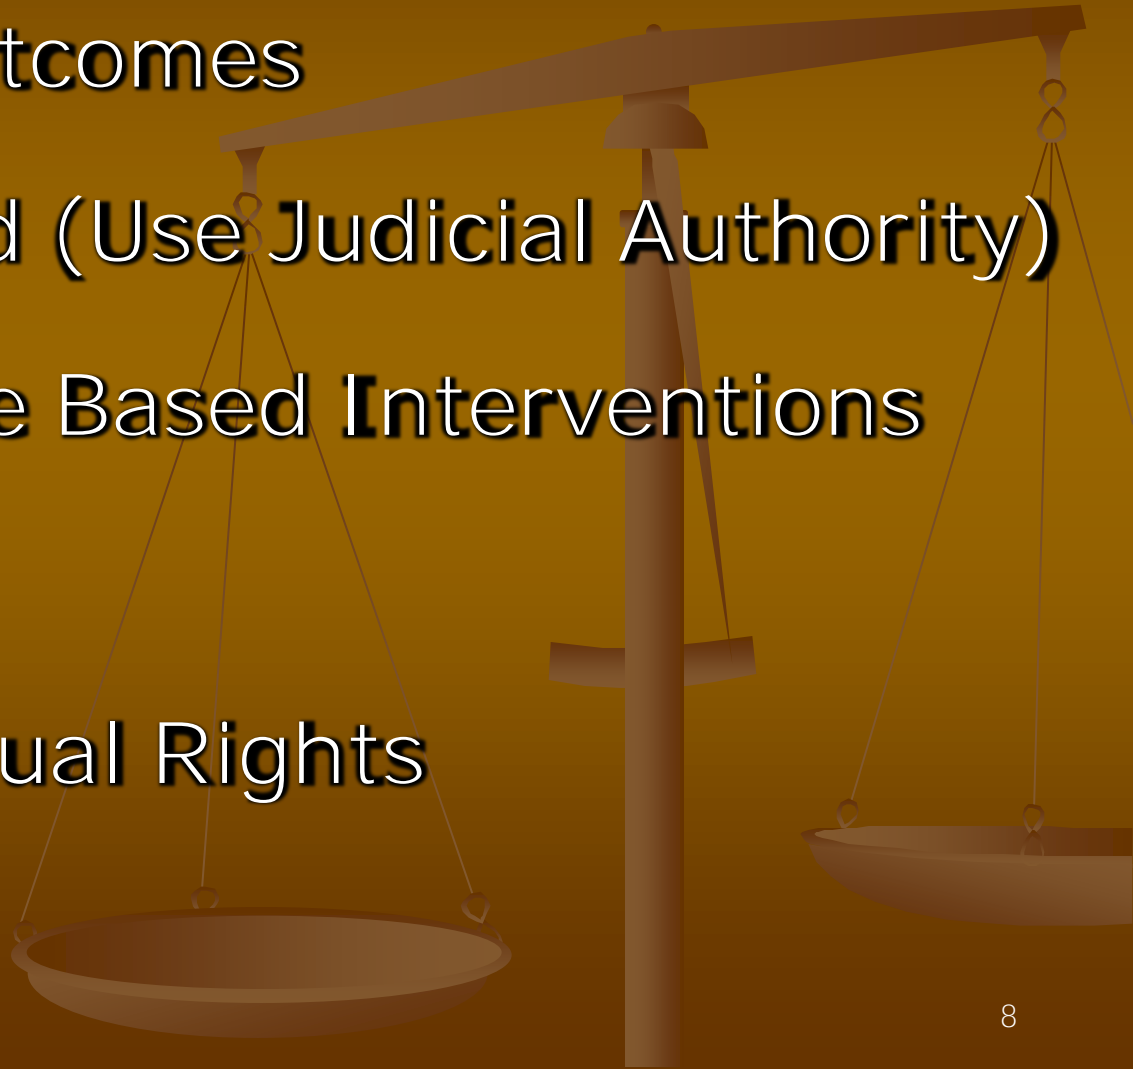 tcomes
d (Use Judicial Authority)
e Based Interventions
ual Rights
8